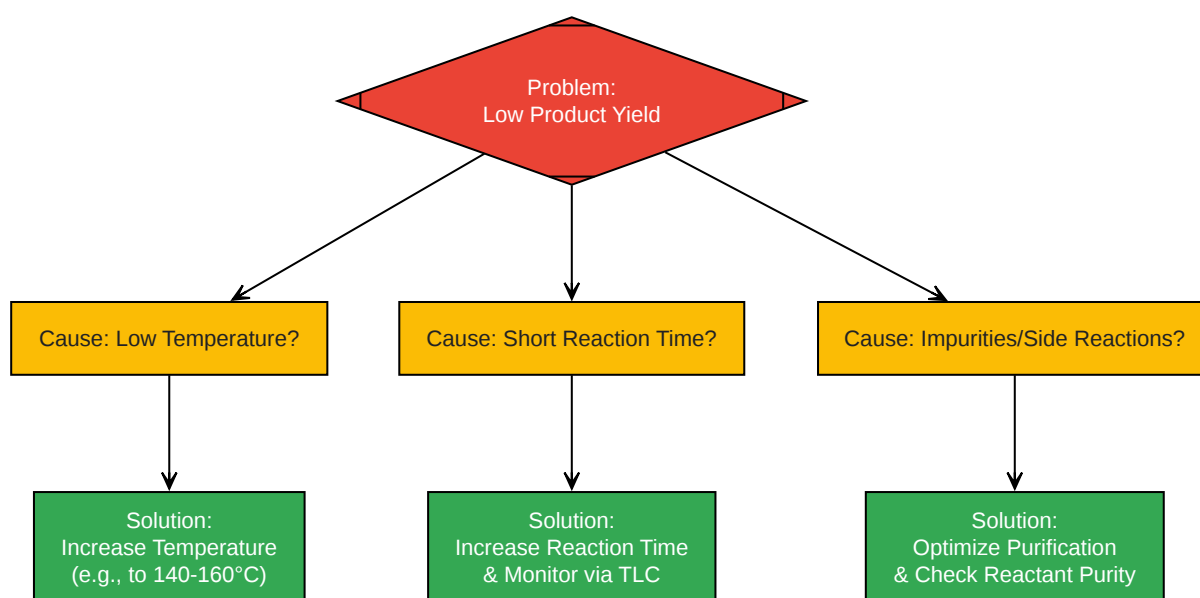 Problem:
Low Product Yield
Cause: Low Temperature?
Cause: Short Reaction Time?
Cause: Impurities/Side Reactions?
Solution:
Increase Temperature
(e.g., to 140-160°C)
Solution:
Increase Reaction Time
& Monitor via TLC
Solution:
Optimize Purification
& Check Reactant Purity